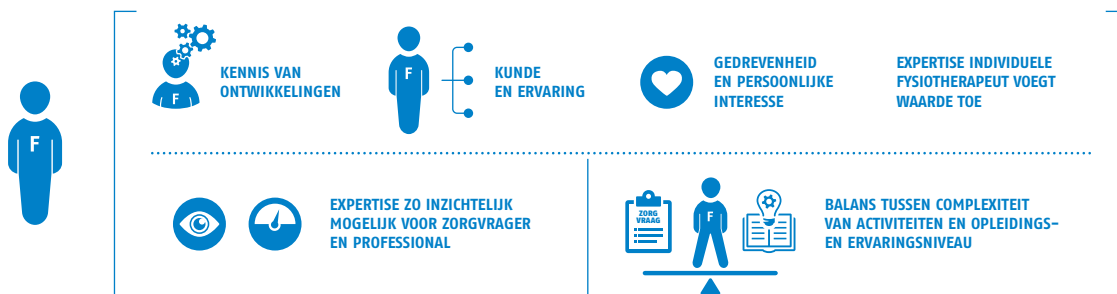 F
F
KENNIS VAN
ONTWIKKELINGEN
F
KUNDE
EN ERVARING
GEDREVENHEID
EN PERSOONLIJKE
INTERESSE
EXPERTISE INDIVIDUELE
FYSIOTHERAPEUT VOEGT
WAARDE TOE
EXPERTISE ZO INZICHTELIJK
MOGELIJK VOOR ZORGVRAGER
EN PROFESSIONAL
ZORG
VRAAG
F
BALANS TUSSEN COMPLEXITEIT
VAN ACTIVITEITEN EN OPLEIDINGS-
EN ERVARINGSNIVEAU